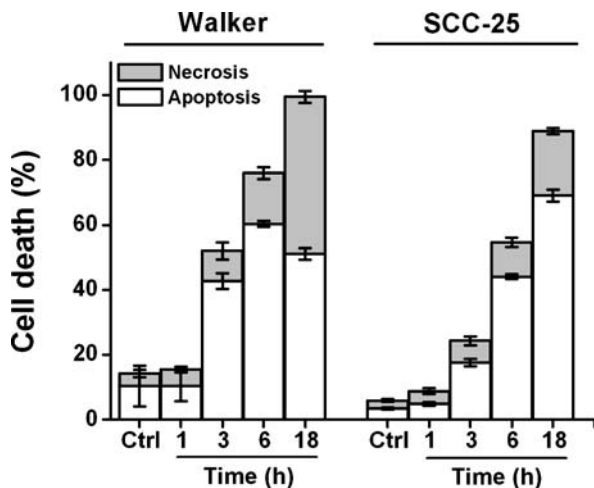 Walker SCC-25
Necrosis
Apoptosis
Cell death (%)
100
80
60
40
20
0
Ctrl 1 3 6 18 Ctrl 1 3 6 18
Time (h) Time (h)